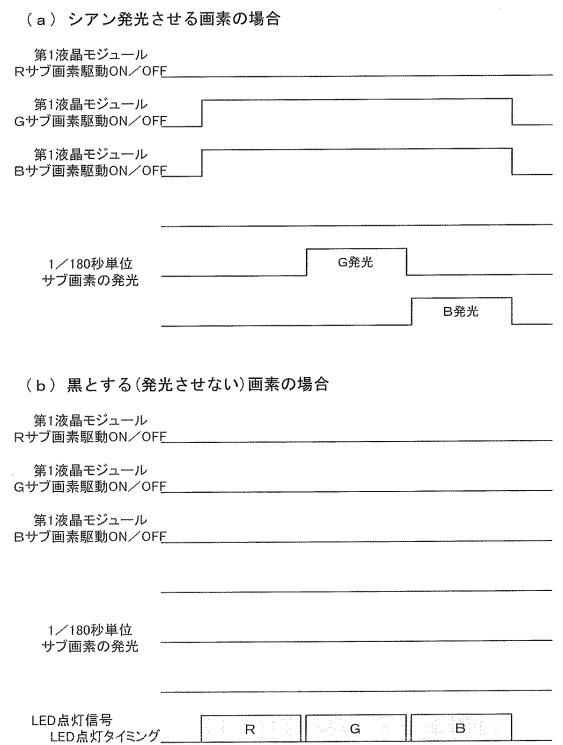 （a）シアン発光させる画素の場合
第1液晶モジュール
Rサブ画素駆動ON／OFF
第1液晶モジュール
Gサブ画素駆動ON／OFF
第1液晶モジュール
Bサブ画素駆動ON／OFF
1／180秒単位
サブ画素の発光
G発光
B発光
（b）黒とする（発光させない）画素の場合
第1液晶モジュール
Rサブ画素駆動ON／OFF
第1液晶モジュール
Gサブ画素駆動ON／OFF
第1液晶モジュール
Bサブ画素駆動ON／OFF
1／180秒単位
サブ画素の発光
LED点灯信号
LED点灯タイミング
R G B